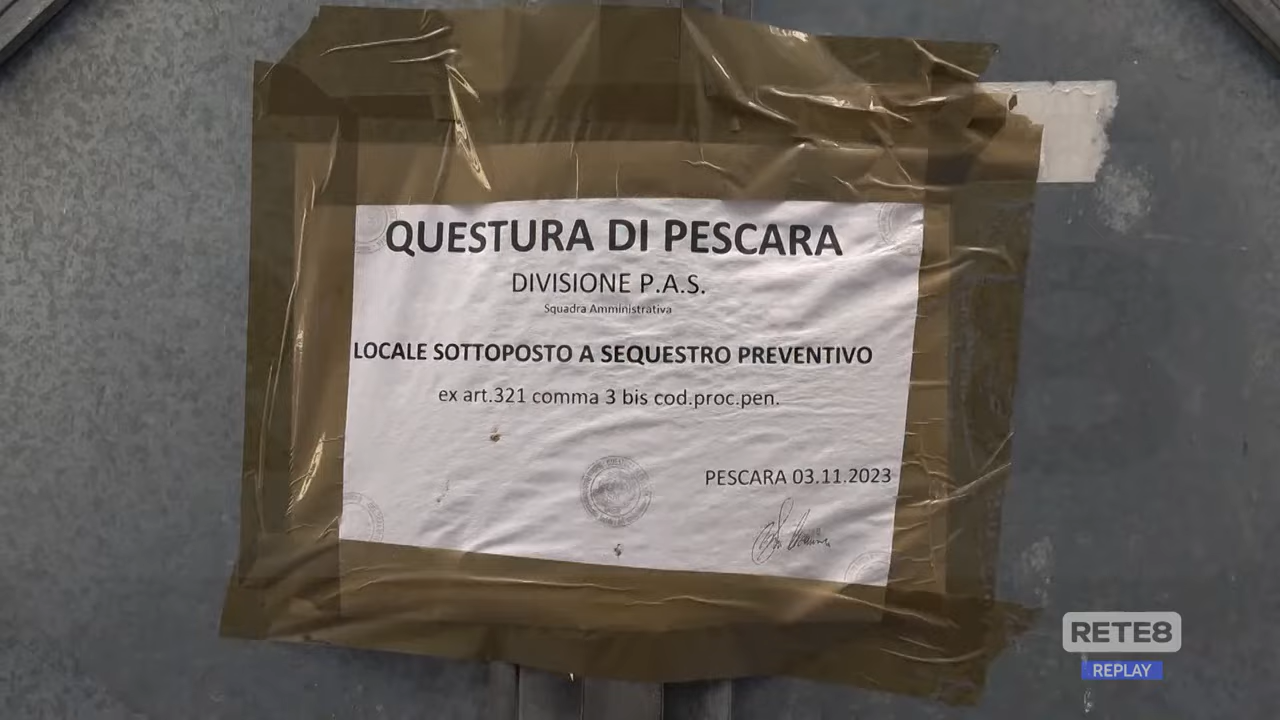 QUESTURA DI PESCARA
DIVISIONE P.A.S.
Squadra Amministrativa
LOCALE SOTTOPOSTO A SEQUESTRO PREVENTIVO
ex art.321 comma 3 bis cod.proc.pen.
PESCARA 03.11.2023
RETE8
REPLAY